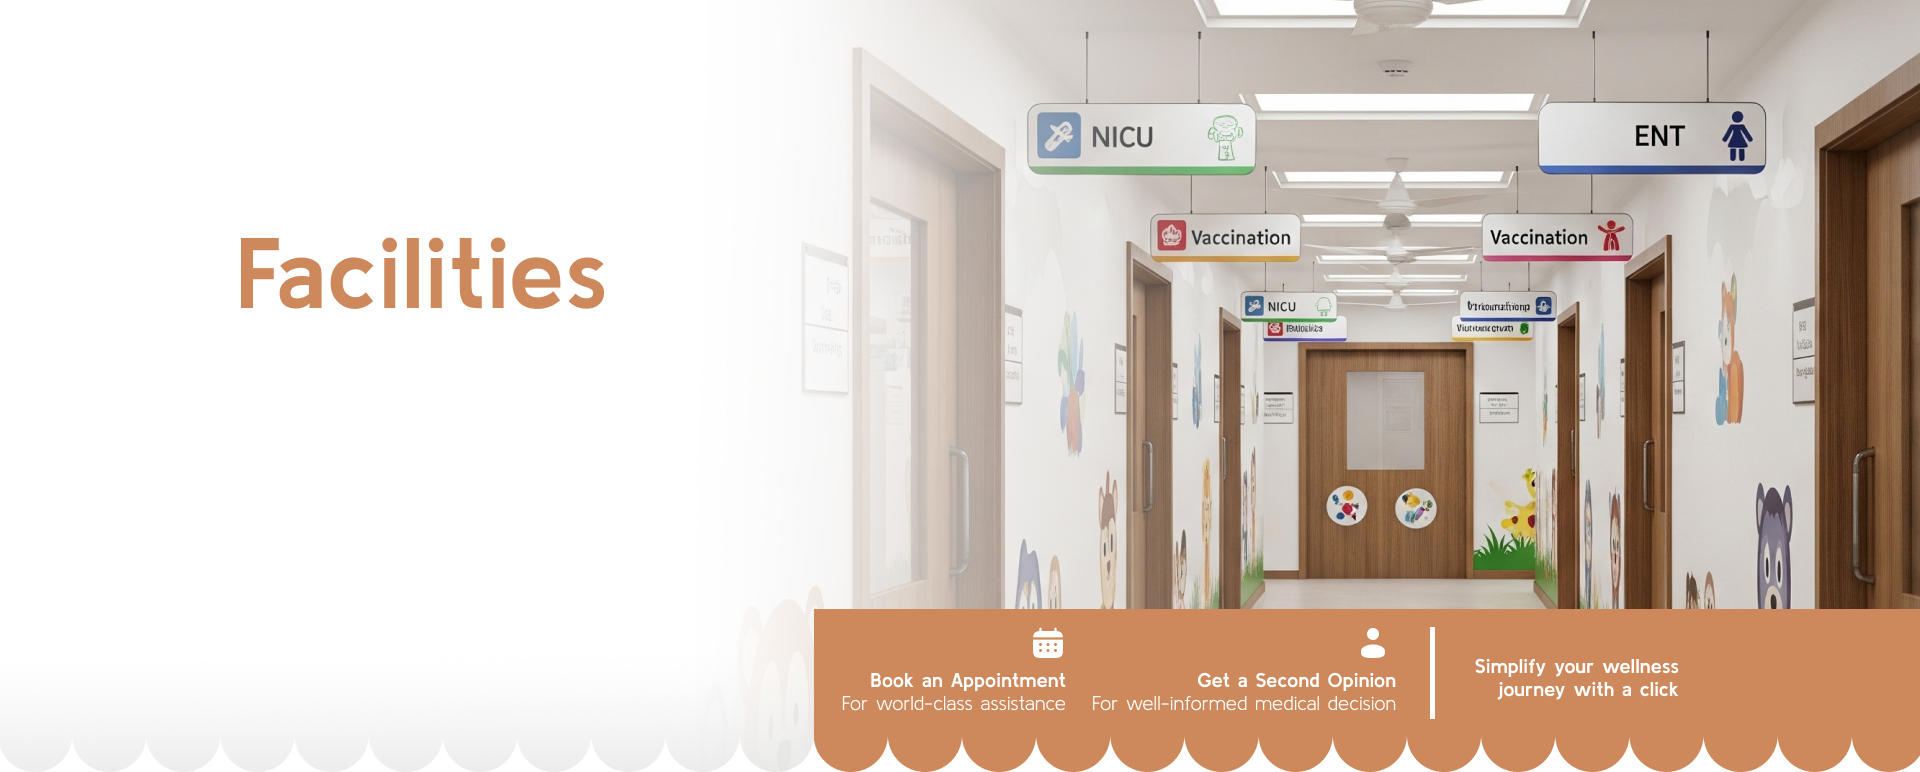 Facilities
NICU
ENT
Vaccination
Vaccination
NICU
Book an Appointment
For world-class assistance
Get a Second Opinion
For well-informed medical decision
Simplify your wellness
journey with a click